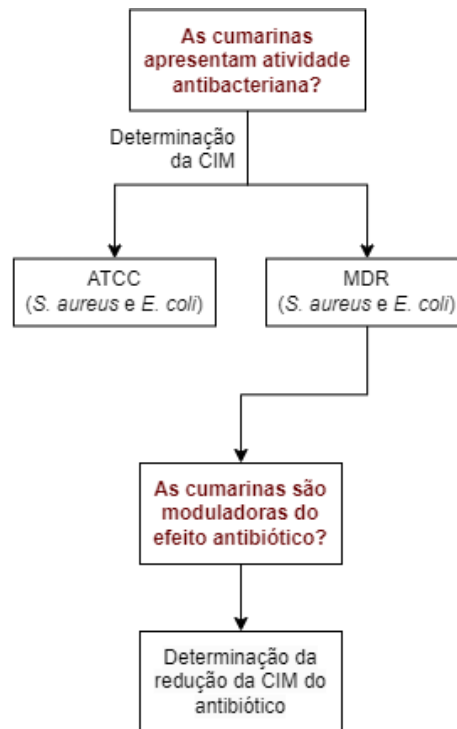 As cumarinas
apresentam atividade
antibacteriana?
Determinação
da CIM
ATCC
(S. aureus e E. coli)
MDR
(S. aureus e E. coli)
As cumarinas são
moduladoras do
efeito antibiótico?
Determinação da
redução da CIM do
antibiótico